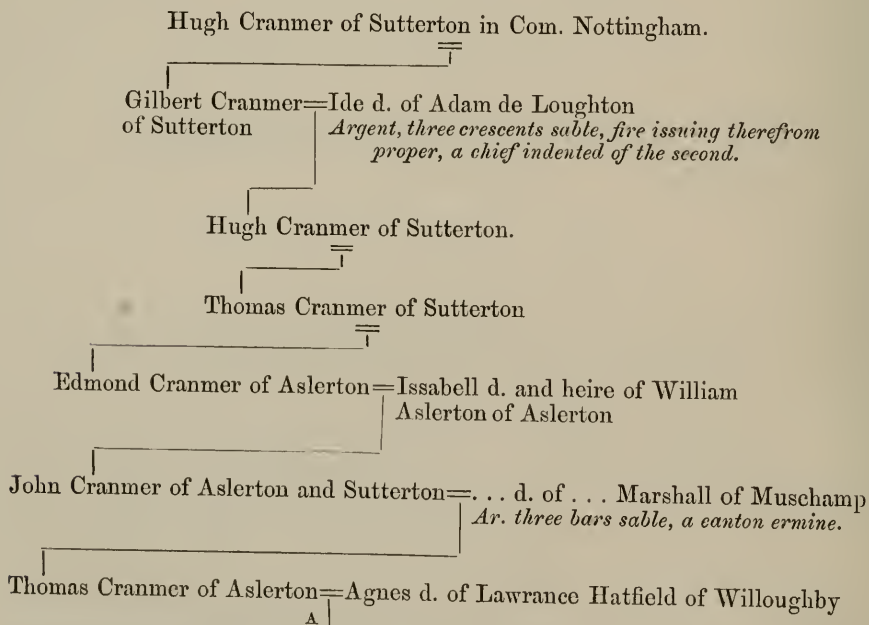 Hugh Cranmer of Sutterton in Com. Nottingham.
Gilbert Cranmer=Ide d. of Adam de Loughton
of Sutterton
Argent, three crescents sable, fire issuing therefrom
proper, a chief indented of the second.
Hugh Cranmer of Sutterton.
Thomas Cranmer of Sutterton
Edmond Cranmer of Aslerton=Issabell d. and heire of William
Aslerton of Aslerton
John Cranmer of Aslerton and Sutterton=. . . d. of . . . Marshall of Muschamp
Ar. three bars sable, a canton ermine.
Thomas Cranmer of Aslerton=Agnes d. of Lawrance Hatfield of Willoughby
A